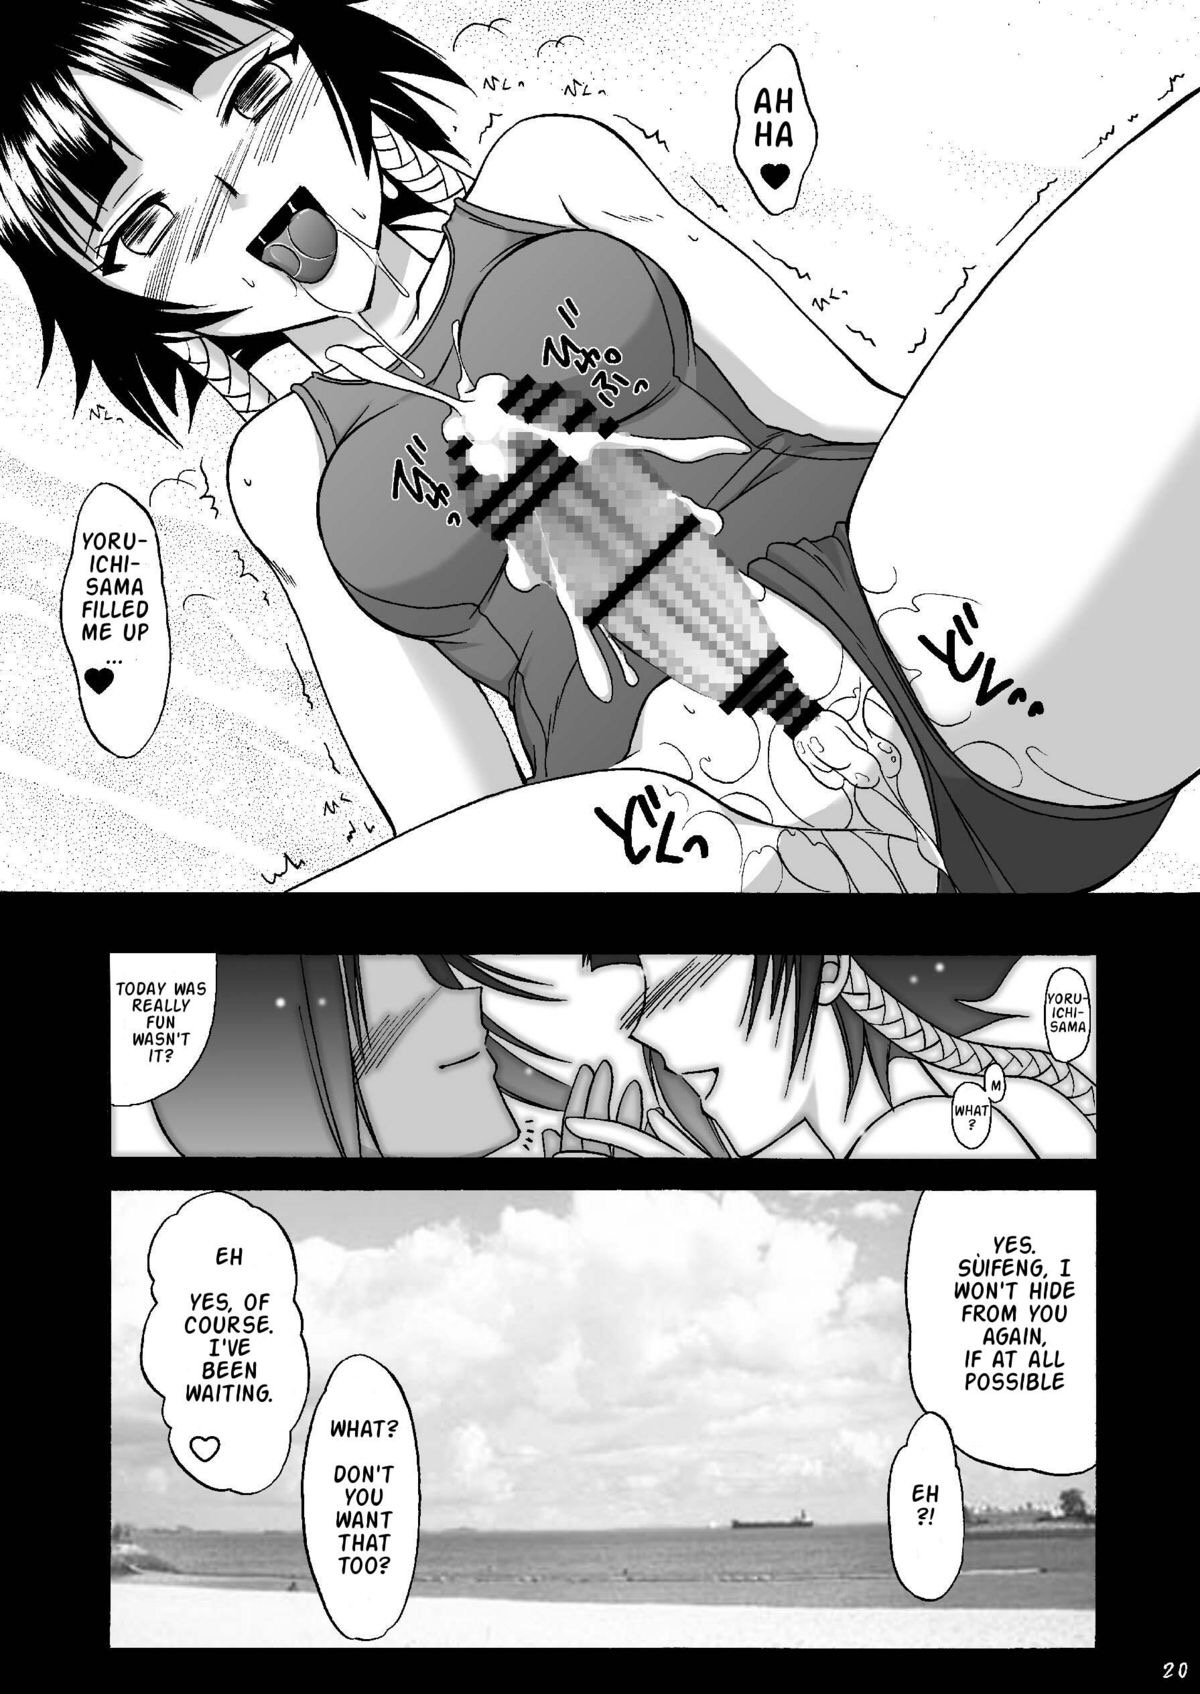 AH
HA
♥
YORU-
ICHI-
SAMA
FILLED
ME UP
...
♥
YORU-
ICHI-
SAMA
M
WHAT
?
TODAY WAS
REALLY
FUN
WASN'T
IT?
YES.
SUIFENG, I
WON'T HIDE
FROM YOU
AGAIN,
IF AT ALL
POSSIBLE
EH
?!
WHAT?
DON'T
YOU
WANT
THAT
TOO?
EH
YES, OF
COURSE.
I'VE
BEEN
WAITING.
♡
20